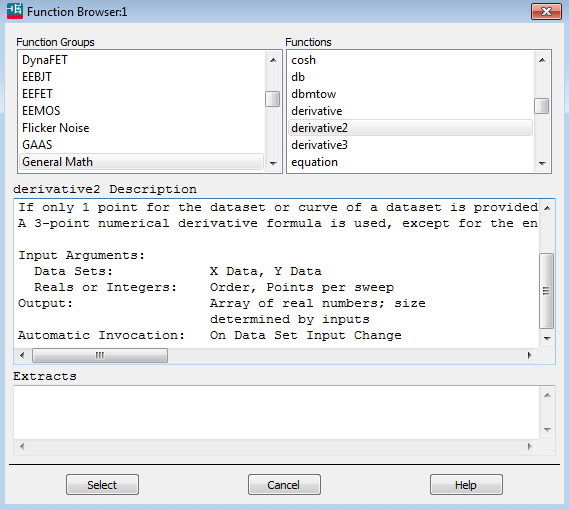 Function Browser:1
Function Groups
DynaFET
EEBJT
EEFET
EEMOS
Flicker Noise
GAAS
General Math
Functions
cosh
db
dbmtow
derivative
derivative2
derivative3
equation
derivative2 Description
If only 1 point for the dataset or curve of a dataset is provided
A 3-point numerical derivative formula is used, except for the en
Input Arguments:
Data Sets: X Data, Y Data
Reals or Integers: Order, Points per sweep
Output: Array of real numbers; size
determined by inputs
Automatic Invocation: On Data Set Input Change
Extracts
Select
Cancel
Help